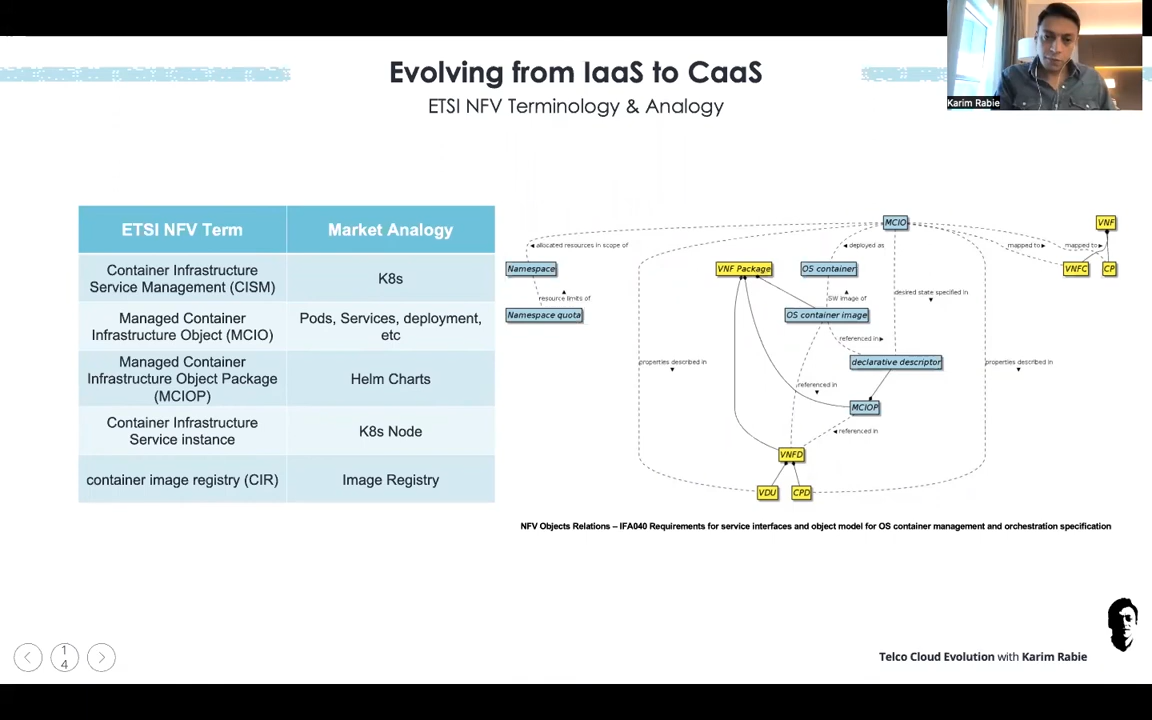 Karim Rabie
Evolving from IaaS to CaaS
ETSI NFV Terminology & Analogy
ETSI NFV Term
Market Analogy
Container Infrastructure
Service Management (CISM)
K8s
Managed Container
Infrastructure Object (MCIO)
Pods, Services, deployment,
etc
Managed Container
Infrastructure Object Package
(MCIOP)
Helm Charts
Container Infrastructure
Service instance
K8s Node
container image registry (CIR)
Image Registry
MCIO
VNF
allocated resources in scope of
deployed as
mapped to
mapped to
Namespace
VNF Package
OS container
VNFC
CP
resource limits of
SW image of
desired state specified in
Namespace quota
OS container image
referenced in
properties described in
declarative descriptor
properties described in
referenced in
MCIOP
referenced in
VNFD
VDU
CPD
NFV Objects Relations – IFA040 Requirements for service interfaces and object model for OS container management and orchestration specification
1
4
Telco Cloud Evolution with Karim Rabie